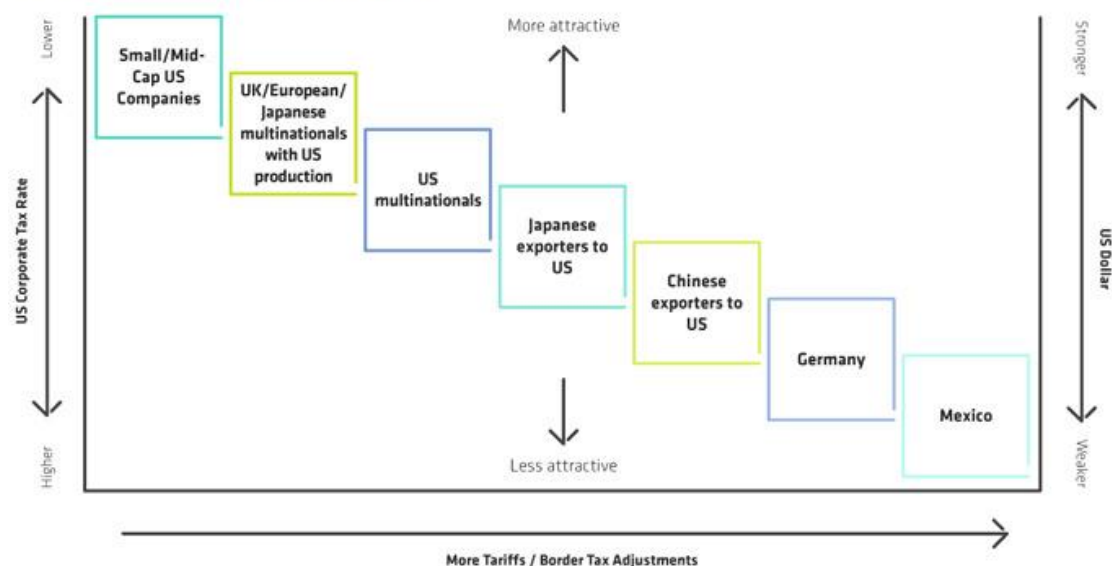 Lower
US Corporate Tax Rate
Higher
More attractive
Small/Mid-
Cap US
Companies
UK/European/
Japanese
multinationals
with US
production
US
multinationals
Japanese
exporters to
US
Chinese
exporters to
US
Germany
Mexico
Less attractive
Stronger
US Dollar
Weaker
More Tariffs / Border Tax Adjustments